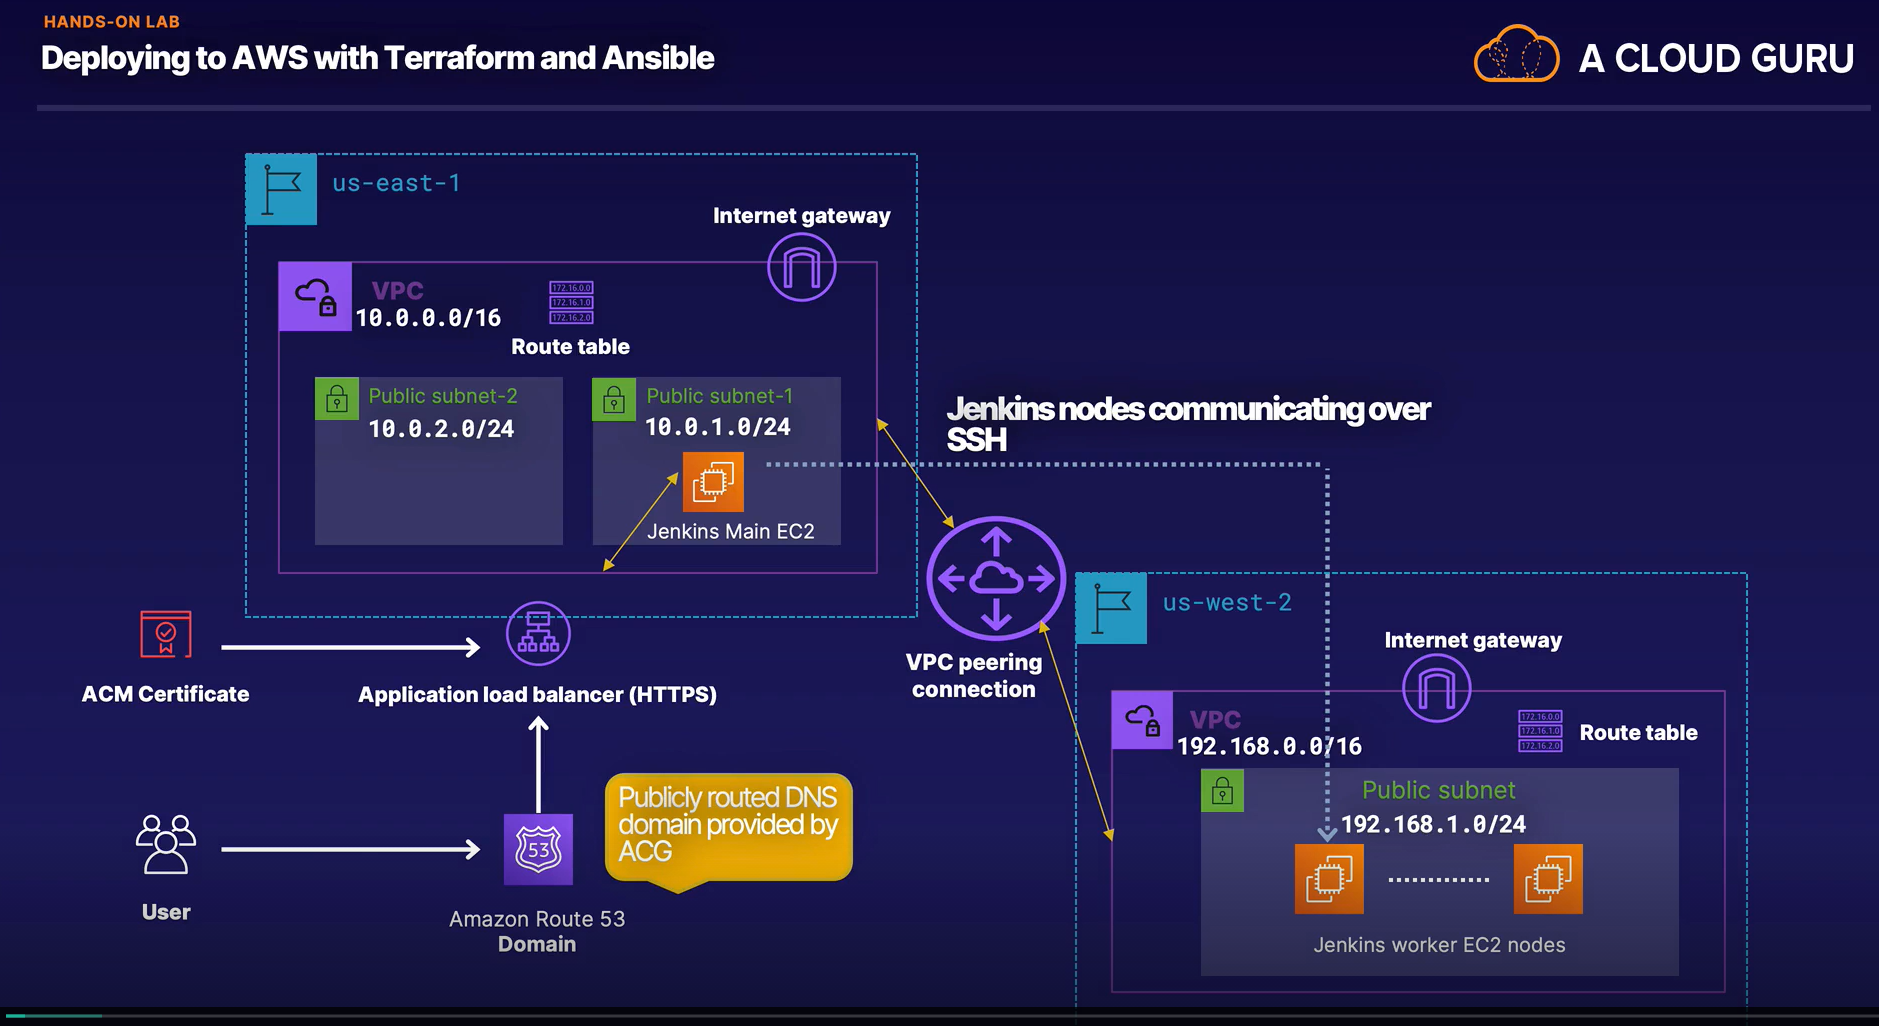 HANDS-ON LAB
Deploying to AWS with Terraform and Ansible
A CLOUD GURU
us-east-1
Internet gateway
VPC
10.0.0.0/16
172.16.0.0
172.16.1.0
172.16.2.0
Route table
Public subnet-2
10.0.2.0/24
Public subnet-1
10.0.1.0/24
Jenkins Main EC2
Jenkins nodes communicating over
SSH
VPC peering
connection
ACM Certificate
Application load balancer (HTTPS)
us-west-2
Internet gateway
VPC
192.168.0.0/16
172.16.0.0
172.16.1.0
172.16.2.0
Route table
Public subnet
192.168.1.0/24
Jenkins worker EC2 nodes
Publicly routed DNS
domain provided by
ACG
User
53
Amazon Route 53
Domain